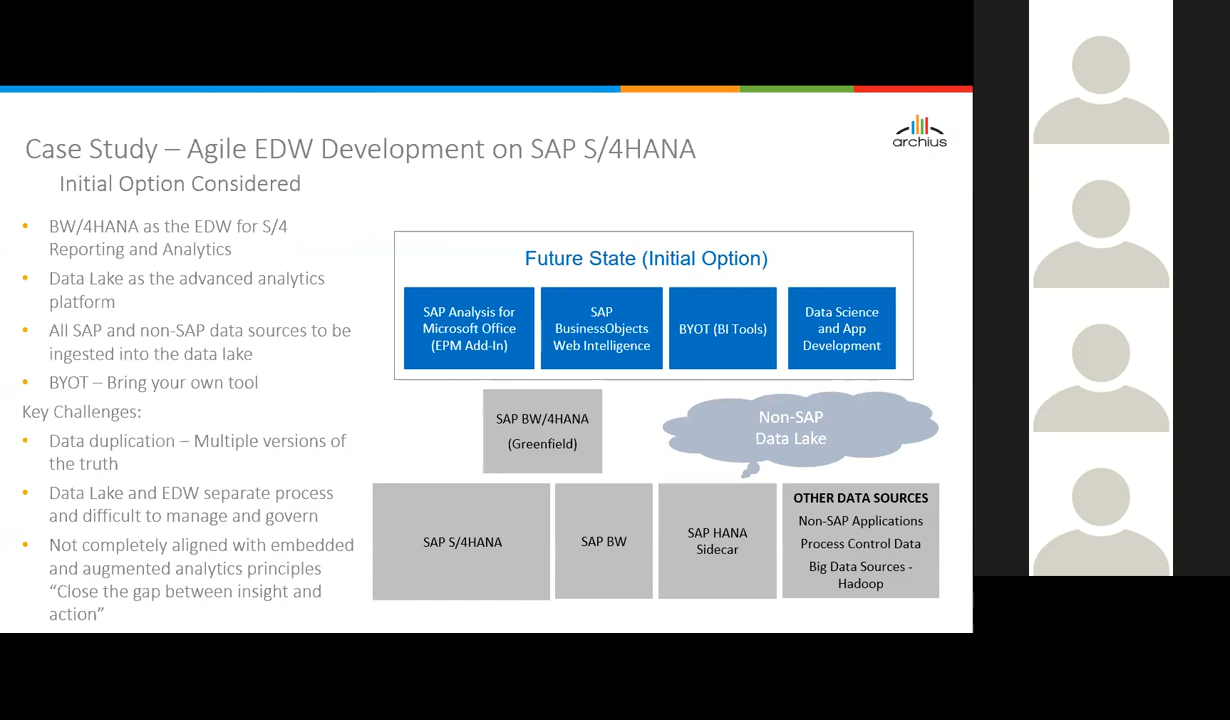 archius
Case Study – Agile EDW Development on SAP S/4HANA
Initial Option Considered
• BW/4HANA as the EDW for S/4
Reporting and Analytics
• Data Lake as the advanced analytics
platform
• All SAP and non-SAP data sources to be
ingested into the data lake
• BYOT – Bring your own tool
Key Challenges:
• Data duplication – Multiple versions of
the truth
• Data Lake and EDW separate process
and difficult to manage and govern
• Not completely aligned with embedded
and augmented analytics principles
“Close the gap between insight and
action”
Future State (Initial Option)
SAP Analysis for
Microsoft Office
(EPM Add-In)
SAP
BusinessObjects
Web Intelligence
BYOT (BI Tools)
Data Science
and App
Development
SAP BW/4HANA
(Greenfield)
Non-SAP
Data Lake
SAP S/4HANA
SAP BW
SAP HANA
Sidecar
OTHER DATA SOURCES
Non-SAP Applications
Process Control Data
Big Data Sources -
Hadoop